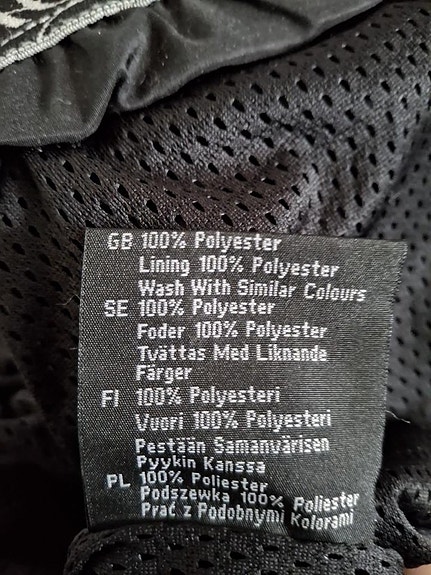 GB 100% Polyester
Lining 100% Polyester
Wash With Similar Colours
SE 100% Polyester
Foder 100% Polyester
Tvättas Med Liknande
Färger
FI 100% Polyesteri
Vuori 100% Polyesteri
Pestään Samanvärisen
Pyykin Kanssa
PL 100% Poliester
Podszewka 100% Poliester
Prać z Podobnymi Kolorami